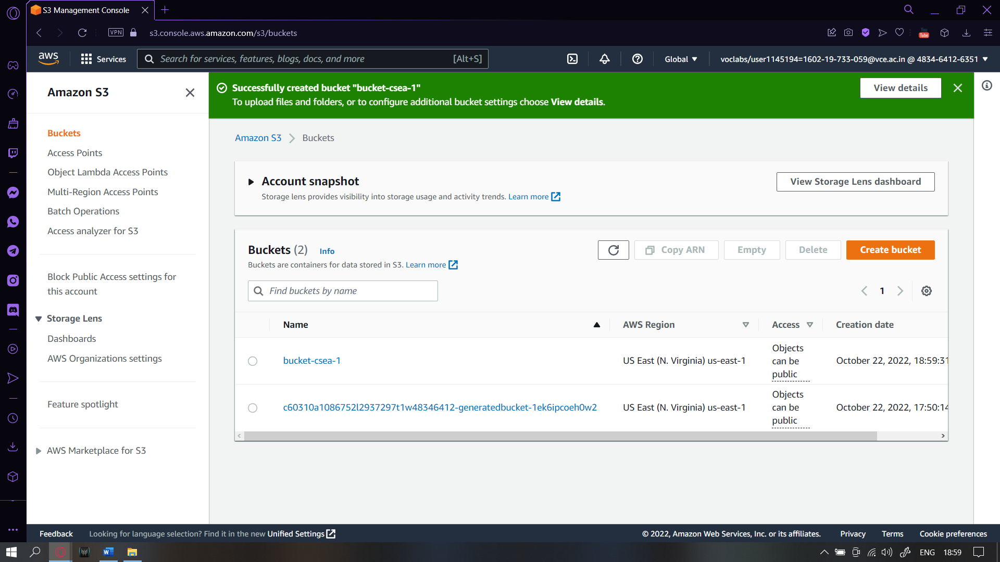 S3 Management Console
VPN
s3.console.aws.amazon.com/s3/buckets
You
Tube
aws
Services
Search for services, features, blogs, docs, and more
[Alt+S]
Global
voclabs/user1145194=1602-19-733-059@vce.ac.in @ 4834-6412-6351
Amazon S3
Buckets
Access Points
Object Lambda Access Points
Multi-Region Access Points
Batch Operations
Access analyzer for S3
Block Public Access settings for
this account
Storage Lens
Dashboards
AWS Organizations settings
Feature spotlight
AWS Marketplace for S3
Successfully created bucket "bucket-csea-1"
To upload files and folders, or to configure additional bucket settings choose View details.
View details
Amazon S3
Buckets
Account snapshot
Storage lens provides visibility into storage usage and activity trends. Learn more
View Storage Lens dashboard
Buckets (2) Info
Buckets are containers for data stored in S3. Learn more
Copy ARN
Empty
Delete
Create bucket
Find buckets by name
1
Name
AWS Region
Access
Creation date
bucket-csea-1
US East (N. Virginia) us-east-1
Objects
can be
public
October 22, 2022, 18:59:31
c60310a1086752l2937297t1w48346412-generatedbucket-1ek6ipcoeh0w2
US East (N. Virginia) us-east-1
Objects
can be
public
October 22, 2022, 17:50:14
Feedback
Looking for language selection? Find it in the new Unified Settings
© 2022, Amazon Web Services, Inc. or its affiliates.
Privacy
Terms
Cookie preferences
W
ENG
18:59